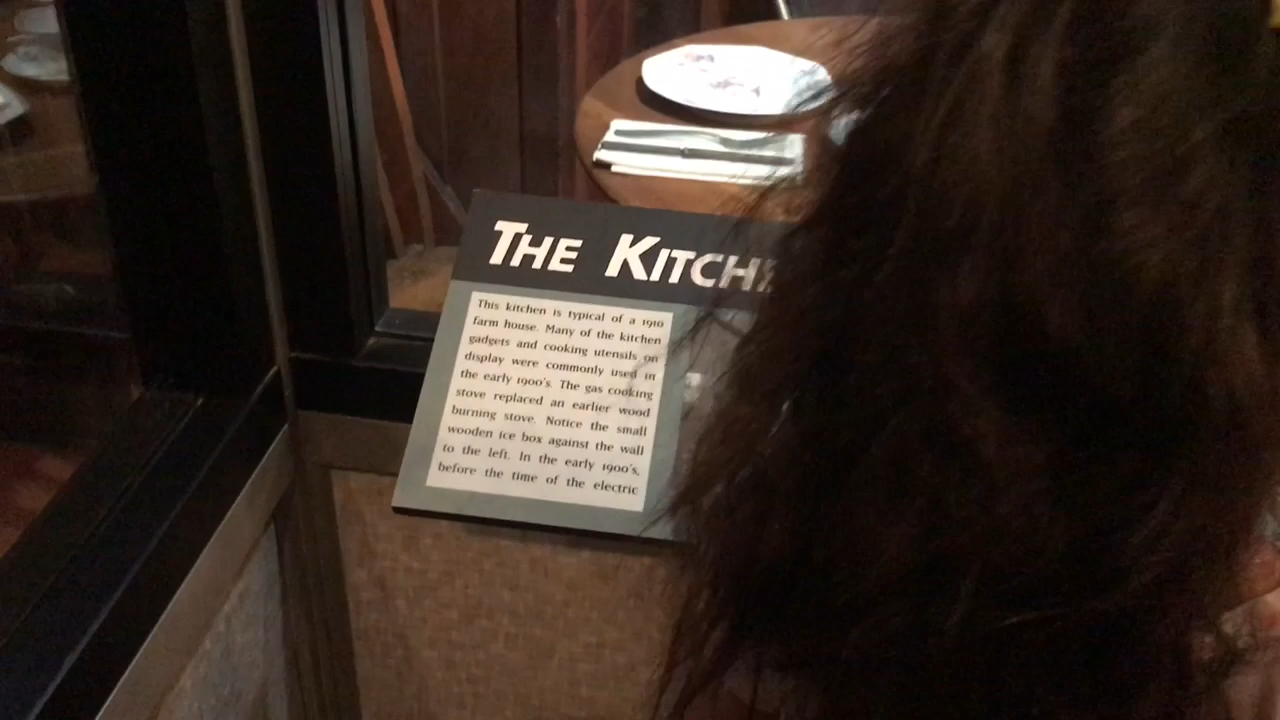 THE KITCH
This kitchen is typical of a 1910
farm house. Many of the kitchen
gadgets and cooking utensils on
display were commonly used in
the early 1900's. The gas cooking
stove replaced an earlier wood
burning stove. Notice the small
wooden ice box against the wall
to the left. In the early 1900's,
before the time of the electric